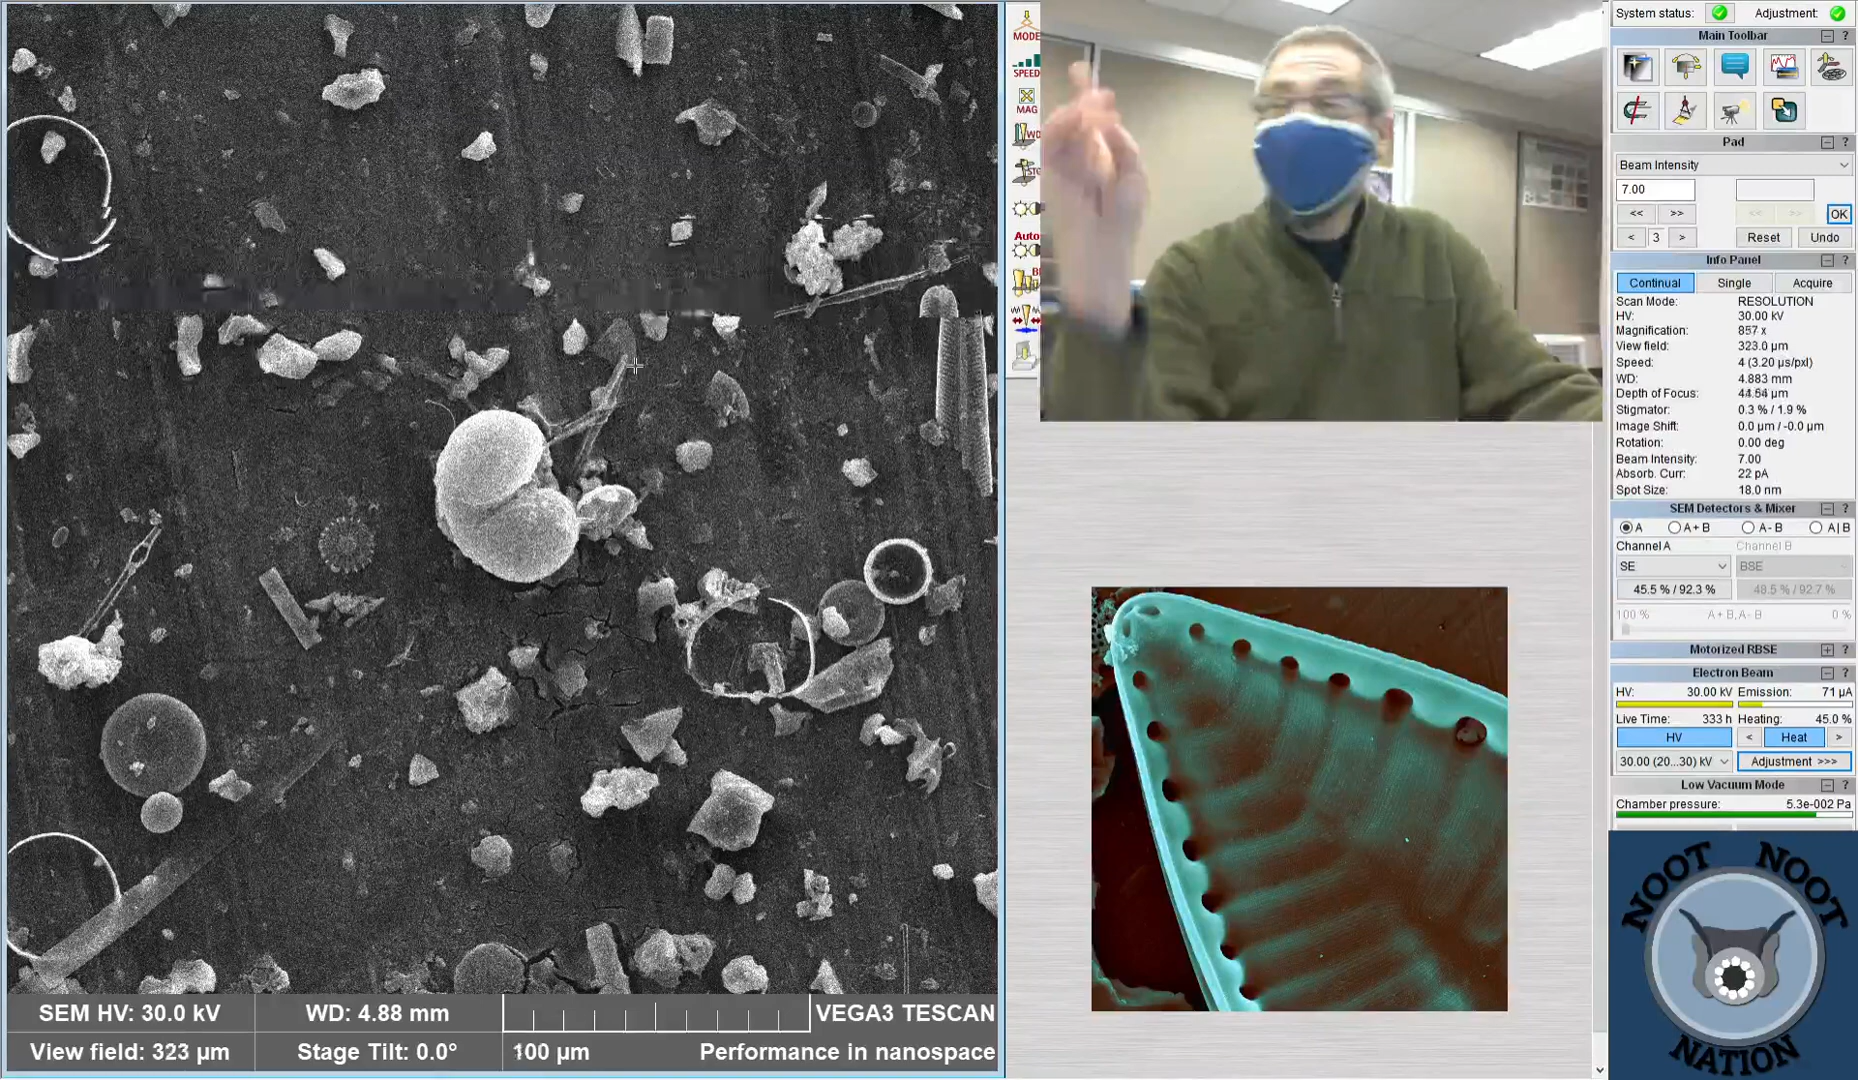 MODE
SPEED
MAG
WD
Auto
System status:
Adjustment:
Main Toolbar
?
Pad
?
Beam Intensity
7.00
<<
>>
<<
>>
OK
<
3
>
Reset
Undo
Info Panel
?
Continual
Single
Acquire
Scan Mode: RESOLUTION
HV: 30.00 kV
Magnification: 857 x
View field: 323.0 µm
Speed: 4 (3.20 µs/pxl)
WD: 4.883 mm
Depth of Focus: 44.64 µm
Stigmator: 0.3 % / 1.9 %
Image Shift: 0.0 µm / -0.0 µm
Rotation: 0.00 deg
Beam Intensity: 7.00
Absorb. Curr: 22 pA
Spot Size: 18.0 nm
SEM Detectors & Mixer
?
A
A + B
A - B
A | B
Channel A
Channel B
SE
BSE
45.5 % / 92.3 %
49.5 % / 92.7 %
100 %
A + B, A - B
0 %
Motorized RBSE
?
Electron Beam
?
HV: 30.00 kV
Emission: 71 µA
Live Time: 333 h
Heating: 45.0 %
HV
<
Heat
>
30.00 (20...30) kV
Adjustment >>>
Low Vacuum Mode
?
Chamber pressure: 5.3e-002 Pa
NOOT NOOT
NATION
SEM HV: 30.0 kV
WD: 4.88 mm
VEGA3 TESCAN
View field: 323 µm
Stage Tilt: 0.0°
100 µm
Performance in nanospace